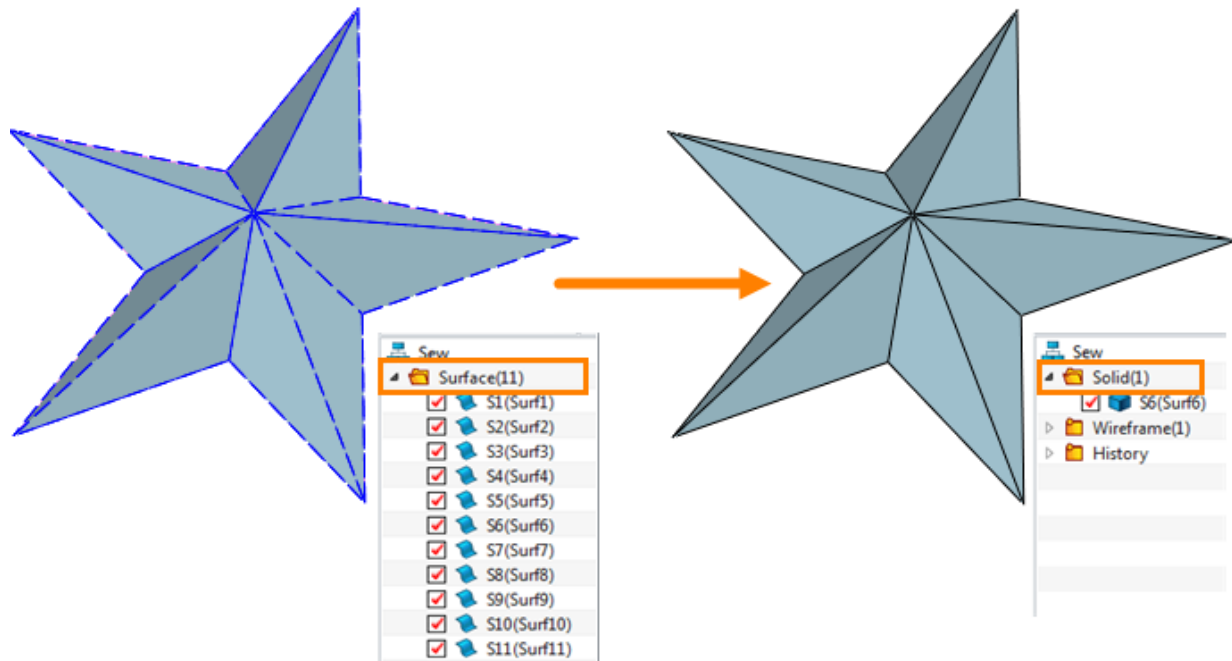 Sew
Surface(11)
S1(Surf1)
S2(Surf2)
S3(Surf3)
S4(Surf4)
S5(Surf5)
S6(Surf6)
S7(Surf7)
S8(Surf8)
S9(Surf9)
S10(Surf10)
S11(Surf11)
Sew
Solid(1)
S6(Surf6)
Wireframe(1)
History